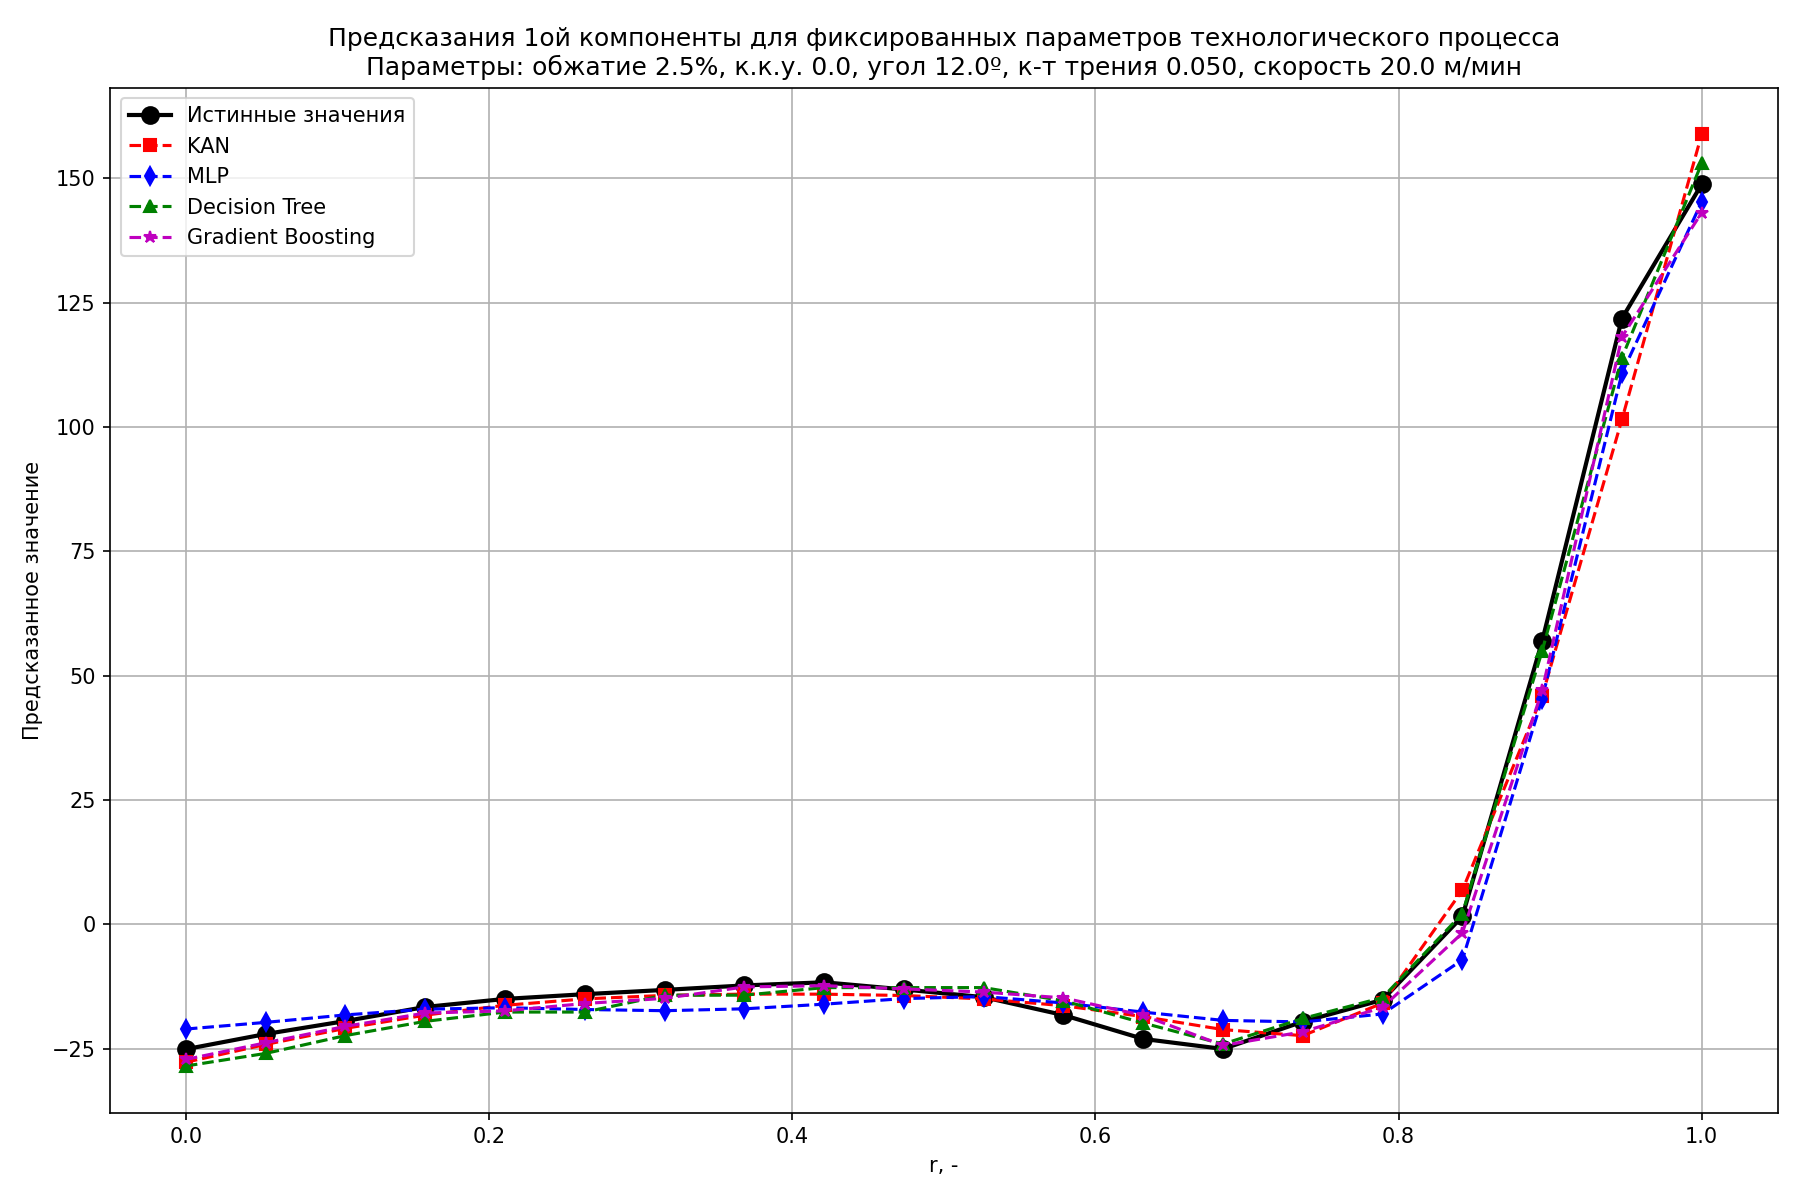 Предсказания 1ой компоненты для фиксированных параметров технологического процесса
Параметры: обжатие 2.5%, к.к.у. 0.0, угол 12.0º, к-т трения 0.050, скорость 20.0 м/мин
Истинные значения
KAN
MLP
Decision Tree
Gradient Boosting
Предсказанное значение
150
125
100
75
50
25
0
−25
0.0 0.2 0.4 0.6 0.8 1.0
r, -